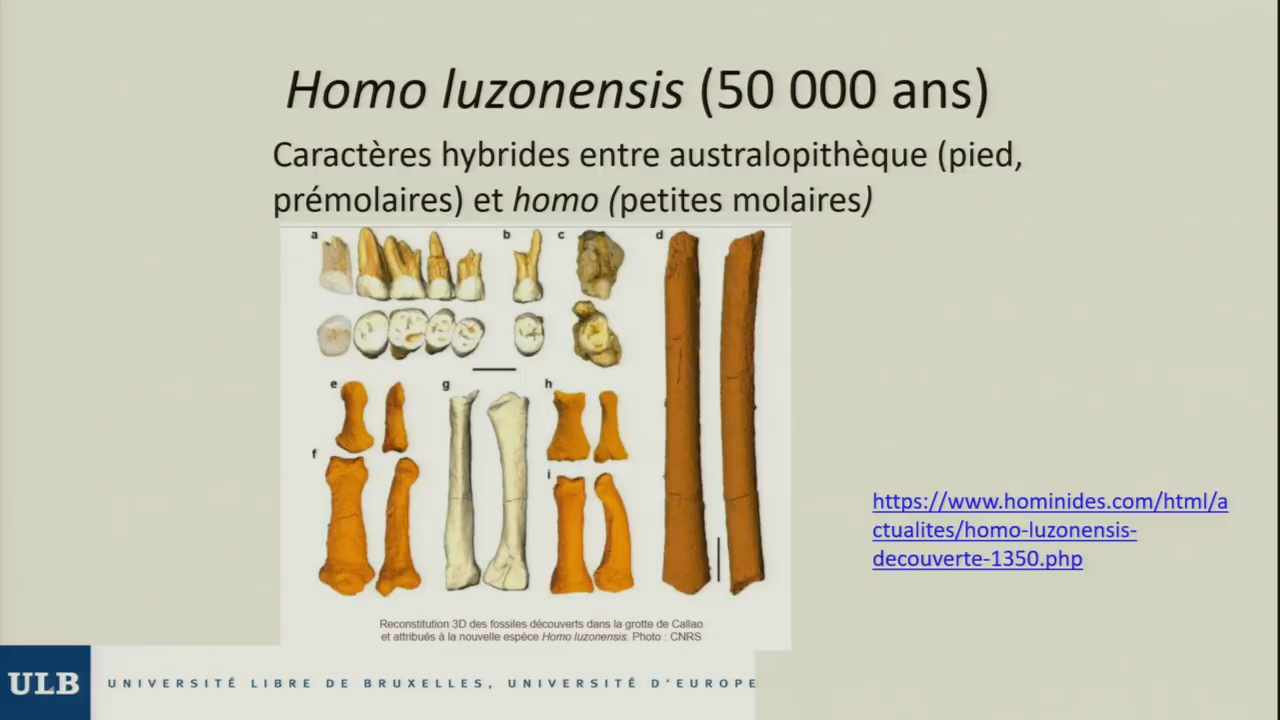 Homo luzonensis (50 000 ans)
Caractères hybrides entre australopithèque (pied,
prémolaires) et homo (petites molaires)
a
b
c
d
e
g
h
f
i
https://www.hominides.com/html/a
ctualites/homo-luzonensis-
decouverte-1350.php
Reconstitution 3D des fossiles découverts dans la grotte de Callao
et attribués à la nouvelle espèce Homo luzonensis. Photo : CNRS
ULB
UNIVERSITÉ LIBRE DE BRUXELLES, UNIVERSITÉ D'EUROPE